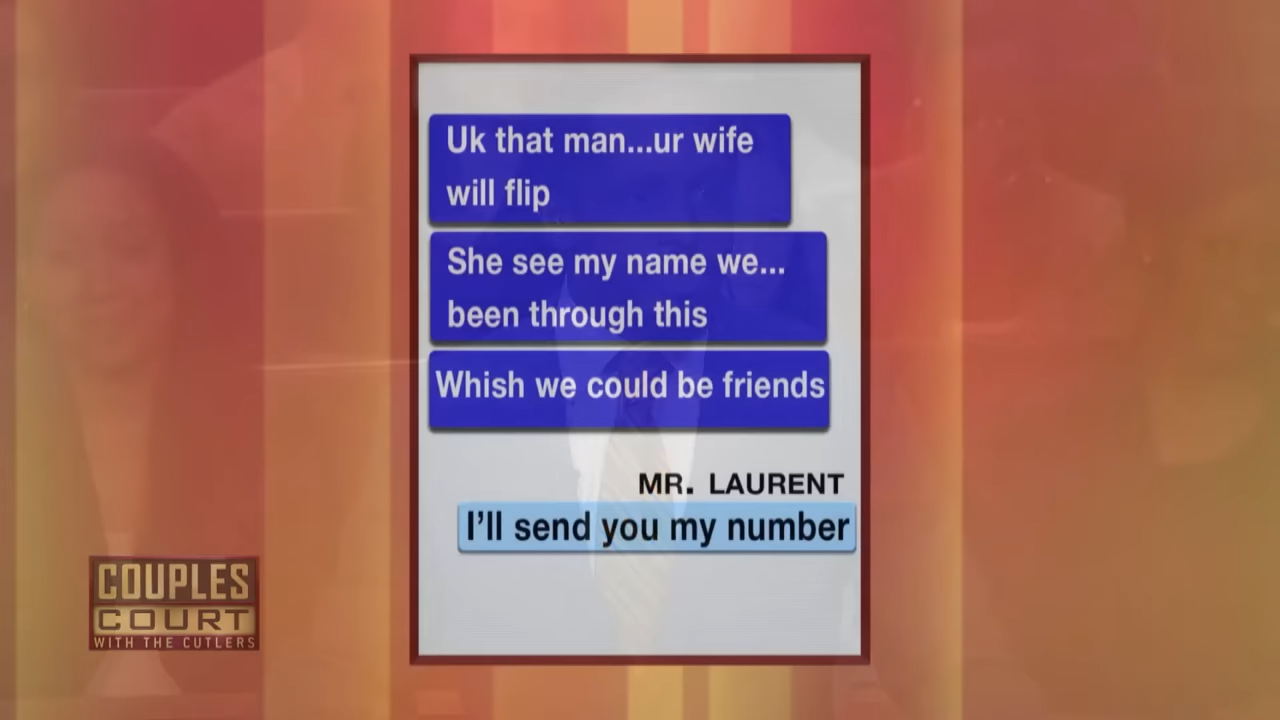 Uk that man...ur wife
will flip
She see my name we...
been through this
Whish we could be friends
MR. LAURENT
I'll send you my number
COUPLES
COURT
WITH THE CUTLERS